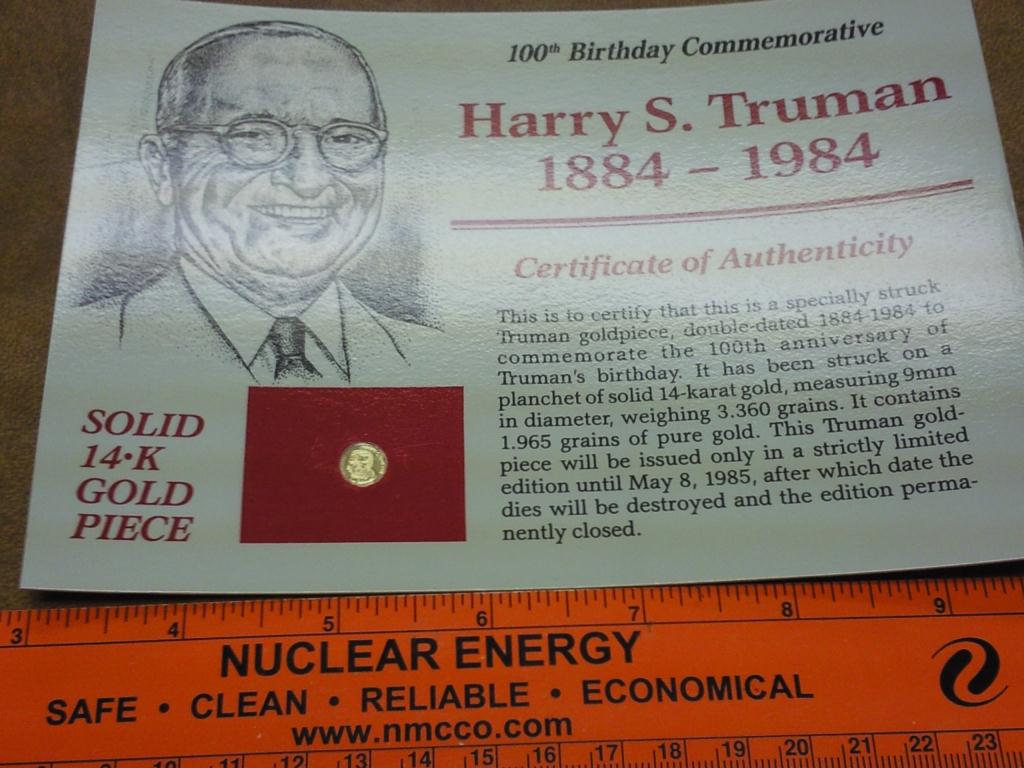 100th Birthday Commemorative
Harry S. Truman
1884 – 1984
Certificate of Authenticity
This is to certify that this is a specially struck
Truman goldpiece, double-dated 1884-1984 to
commemorate the 100th anniversary of
Truman's birthday. It has been struck on a
planchet of solid 14-karat gold, measuring 9mm
in diameter, weighing 3.360 grains. It contains
1.965 grains of pure gold. This Truman gold-
piece will be issued only in a strictly limited
edition until May 8, 1985, after which date the
dies will be destroyed and the edition perma-
nently closed.
SOLID
14•K
GOLD
PIECE
3 4 5 6 7 8 9
NUCLEAR ENERGY
SAFE • CLEAN • RELIABLE • ECONOMICAL
www.nmcco.com
10 11 12 13 14 15 16 17 18 19 20 21 22 23